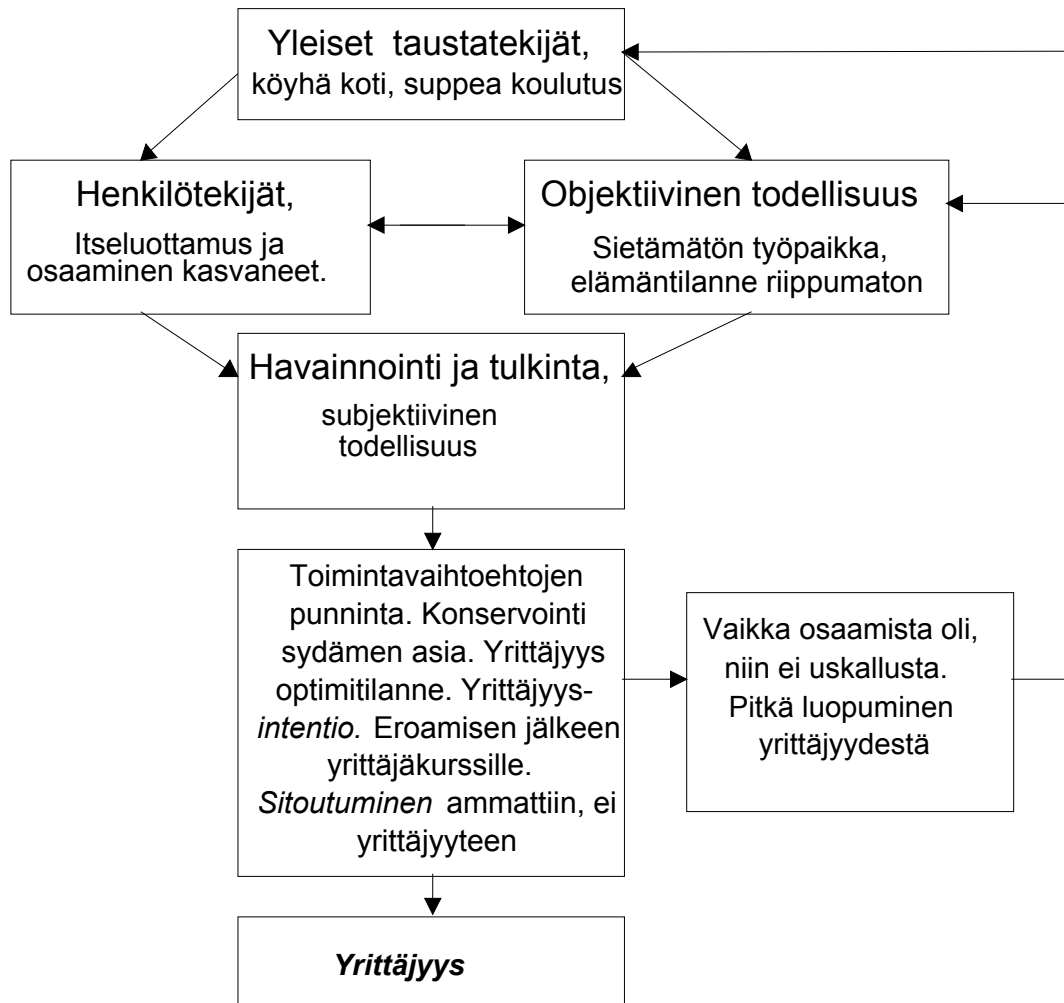 Yleiset taustatekijät,
köyhä koti, suppea koulutus
Henkilötekijät,
Itseluottamus ja
osaaminen kasvaneet.
Objektiivinen todellisuus
Sietämätön työpaikka,
elämäntilanne riippumaton
Havainnointi ja tulkinta,
subjektiivinen
todellisuus
Toimintavaihtoehtojen
punninta. Konservointi
sydämen asia. Yrittäjyys
optimitilanne. Yrittäjyys-
intentio. Eroamisen jälkeen
yrittäjäkurssille.
Sitoutuminen ammattiin, ei
yrittäjyyteen
Vaikka osaamista oli,
niin ei uskallusta.
Pitkä luopuminen
yrittäjyydestä
Yrittäjyys